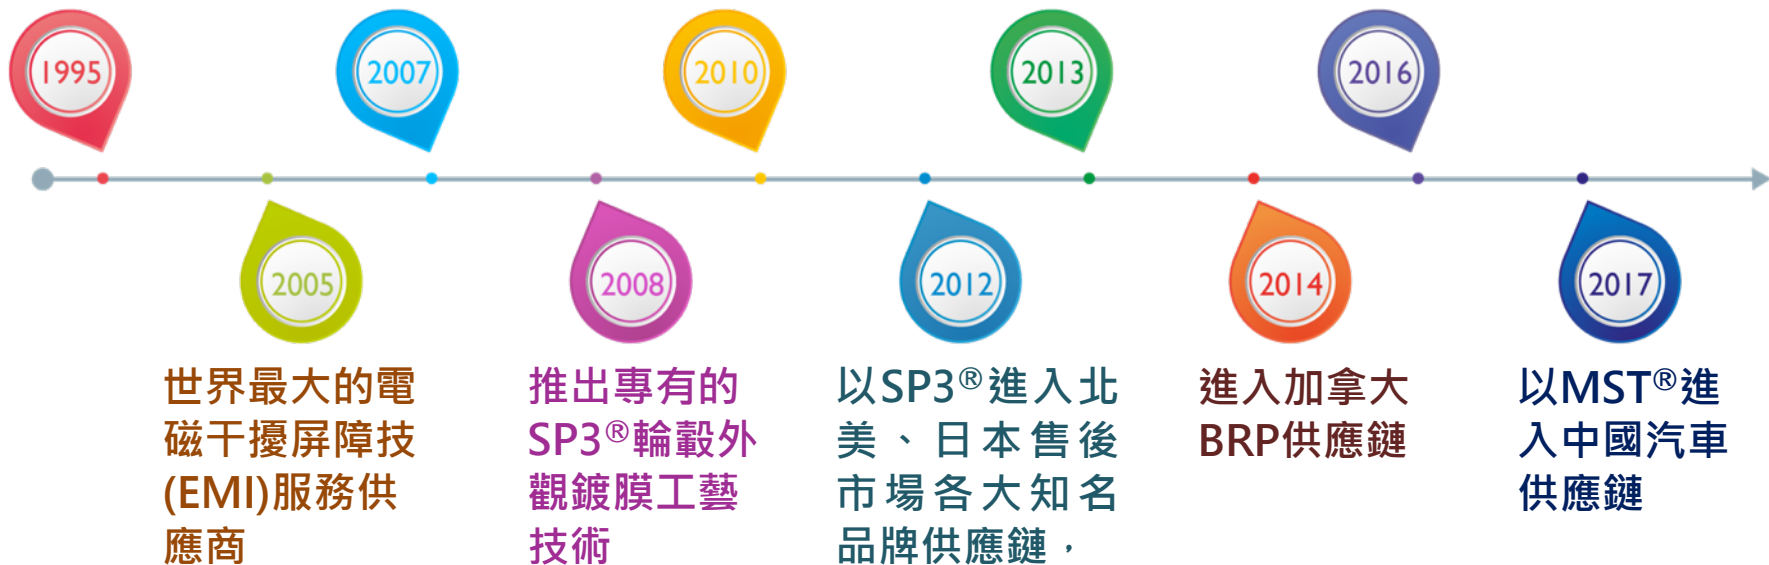 1995
2007
2010
2013
2016
2005
2008
2012
2014
2017
世界最大的電
磁干擾屏障技
(EMI)服務供
應商
推出專有的
SP3®輪轂外
觀鍍膜工藝
技術
以SP3®進入北
美、日本售後
市場各大知名
品牌供應鏈，
進入加拿大
BRP供應鏈
以MST®進
入中國汽車
供應鏈